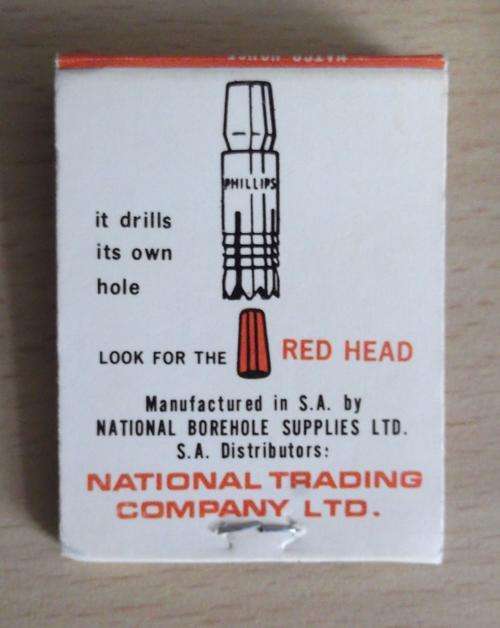 PHILLIPS
it drills
its own
hole
LOOK FOR THE RED HEAD
Manufactured in S.A. by
NATIONAL BOREHOLE SUPPLIES LTD.
S.A. Distributors:
NATIONAL TRADING
COMPANY LTD.